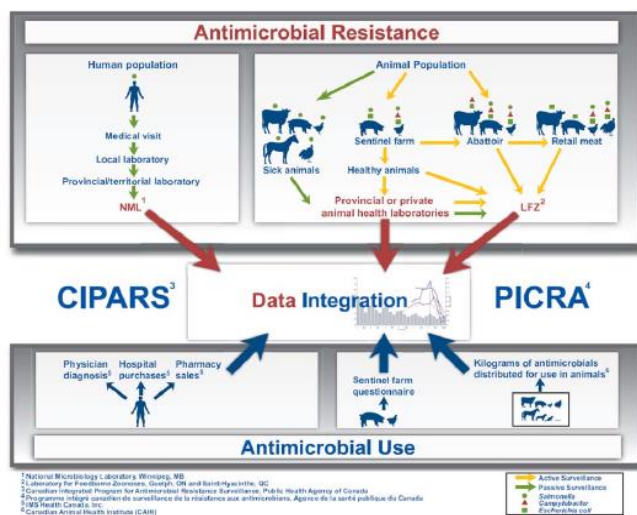 Antimicrobial Resistance
Human population
Medical visit
Local laboratory
Provincial/territorial laboratory
NML¹
Animal Population
Sick animals
Sentinel farm
Abattoir
Retail meat
Healthy animals
Provincial or private
animal health laboratories
LFZ²
CIPARS³
Data Integration
PICRA⁴
Physician
diagnosis⁵
Hospital
purchases⁵
Pharmacy
sales⁵
Sentinel farm
questionnaire
Kilograms of antimicrobials
distributed for use in animals⁶
Antimicrobial Use
¹ National Microbiology Laboratory, Winnipeg, MB
² Laboratory for Foodborne Zoonoses, Guelph, ON and Saint-Hyacinthe, QC
³ Canadian Integrated Program for Antimicrobial Resistance Surveillance, Public Health Agency of Canada
⁴ Programme intégré canadien de surveillance de la résistance aux antimicrobiens, Agence de la santé publique du Canada
⁵ IMS Health Canada, Inc.
⁶ Canadian Animal Health Institute (CAHI)
Active Surveillance
Passive Surveillance
Salmonella
Campylobacter
Escherichia coli